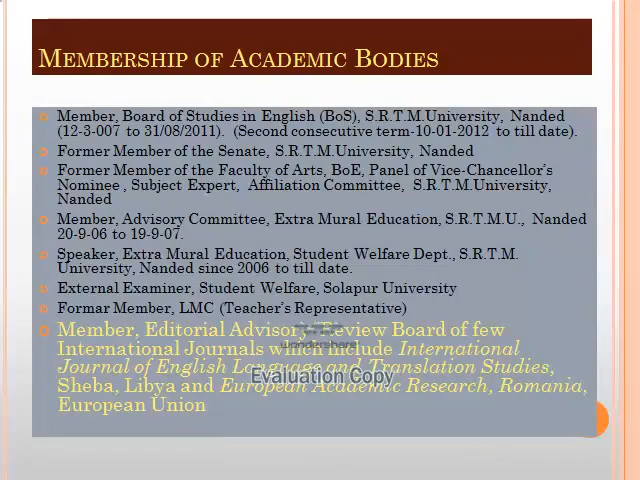 MEMBERSHIP OF ACADEMIC BODIES
Member, Board of Studies in English (BoS), S.R.T.M.University, Nanded
(12-3-007 to 31/08/2011). (Second consecutive term-10-01-2012 to till date).
Former Member of the Senate, S.R.T.M.University, Nanded
Former Member of the Faculty of Arts, BoE, Panel of Vice-Chancellor's
Nominee , Subject Expert, Affiliation Committee, S.R.T.M.University,
Nanded
Member, Advisory Committee, Extra Mural Education, S.R.T.M.U., Nanded
20-9-06 to 19-9-07.
Speaker, Extra Mural Education, Student Welfare Dept., S.R.T.M.
University, Nanded since 2006 to till date.
External Examiner, Student Welfare, Solapur University
Formar Member, LMC (Teacher's Representative)
Member, Editorial Advisory/Review Board of few
International Journals which include International
Journal of English Language and Translation Studies,
Sheba, Libya and European Academic Research, Romania,
European Union
wondershare
Evaluation Copy